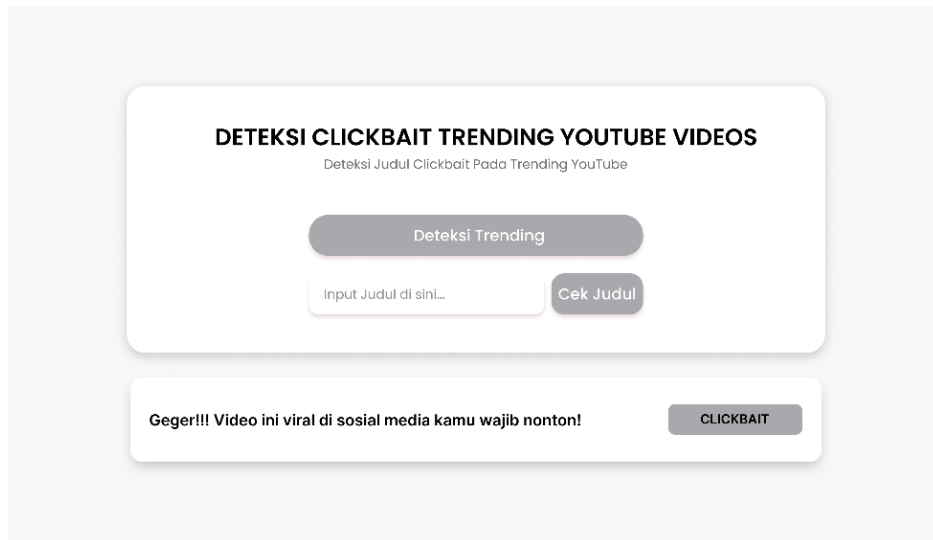 DETEKSI CLICKBAIT TRENDING YOUTUBE VIDEOS
Deteksi Judul Clickbait Pada Trending YouTube
Deteksi Trending
Input Judul di sini...
Cek Judul
Geger!!! Video ini viral di sosial media kamu wajib nonton!
CLICKBAIT